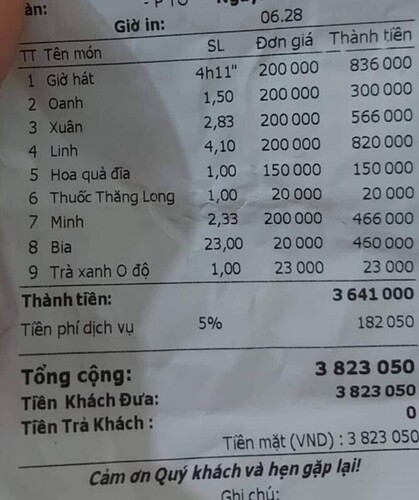 àn:
Giờ in: 06.28
TT Tên món SL Đơn giá Thành tiền
1 Giờ hát 4h11" 200 000 836 000
2 Oanh 1,50 200 000 300 000
3 Xuân 2,83 200 000 566 000
4 Linh 4,10 200 000 820 000
5 Hoa quả đĩa 1,00 150 000 150 000
6 Thuốc Thăng Long 1,00 20 000 20 000
7 Minh 2,33 200 000 466 000
8 Bia 23,00 20 000 460 000
9 Trà xanh O độ 1,00 23 000 23 000
Thành tiền: 3 641 000
Tiền phí dịch vụ 5% 182 050
Tổng cộng: 3 823 050
Tiền Khách Đưa: 3 823 050
Tiền Trả Khách : 0
Tiền mặt (VND) : 3 823 050
Cảm ơn Quý khách và hẹn gặp lại!
Ghi chú: